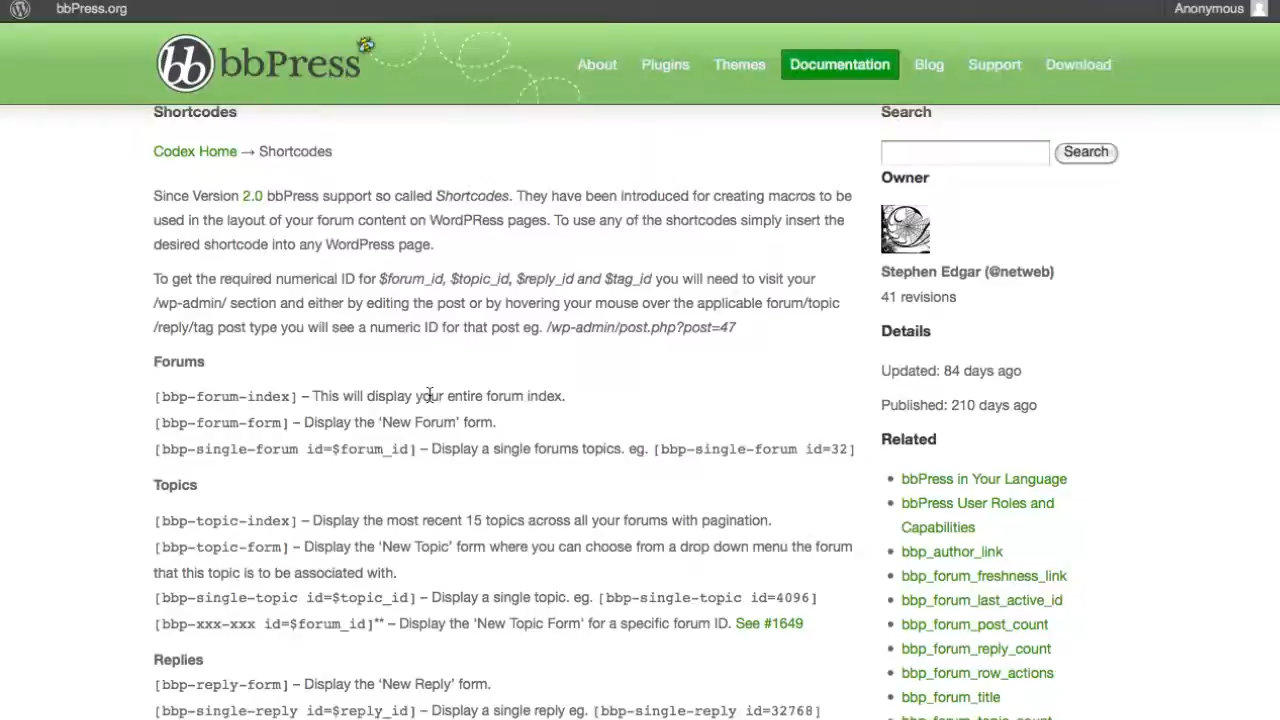 bbPress.org
Anonymous
bb bbPress
About
Plugins
Themes
Documentation
Blog
Support
Download
Shortcodes
Codex Home → Shortcodes
Since Version 2.0 bbPress support so called Shortcodes. They have been introduced for creating macros to be
used in the layout of your forum content on WordPRess pages. To use any of the shortcodes simply insert the
desired shortcode into any WordPress page.
To get the required numerical ID for $forum_id, $topic_id, $reply_id and $tag_id you will need to visit your
/wp-admin/ section and either by editing the post or by hovering your mouse over the applicable forum/topic
/reply/tag post type you will see a numeric ID for that post eg. /wp-admin/post.php?post=47
Forums
[bbp-forum-index] – This will display your entire forum index.
[bbp-forum-form] – Display the ‘New Forum’ form.
[bbp-single-forum id=$forum_id] – Display a single forums topics. eg. [bbp-single-forum id=32]
Topics
[bbp-topic-index] – Display the most recent 15 topics across all your forums with pagination.
[bbp-topic-form] – Display the ‘New Topic’ form where you can choose from a drop down menu the forum
that this topic is to be associated with.
[bbp-single-topic id=$topic_id] – Display a single topic. eg. [bbp-single-topic id=4096]
[bbp-xxx-xxx id=$forum_id]** – Display the ‘New Topic Form’ for a specific forum ID. See #1649
Replies
[bbp-reply-form] – Display the ‘New Reply’ form.
[bbp-single-reply id=$reply_id] – Display a single reply eg. [bbp-single-reply id=32768]
Search
Search
Owner
Stephen Edgar (@netweb)
41 revisions
Details
Updated: 84 days ago
Published: 210 days ago
Related
bbPress in Your Language
bbPress User Roles and
Capabilities
bbp_author_link
bbp_forum_freshness_link
bbp_forum_last_active_id
bbp_forum_post_count
bbp_forum_reply_count
bbp_forum_row_actions
bbp_forum_title